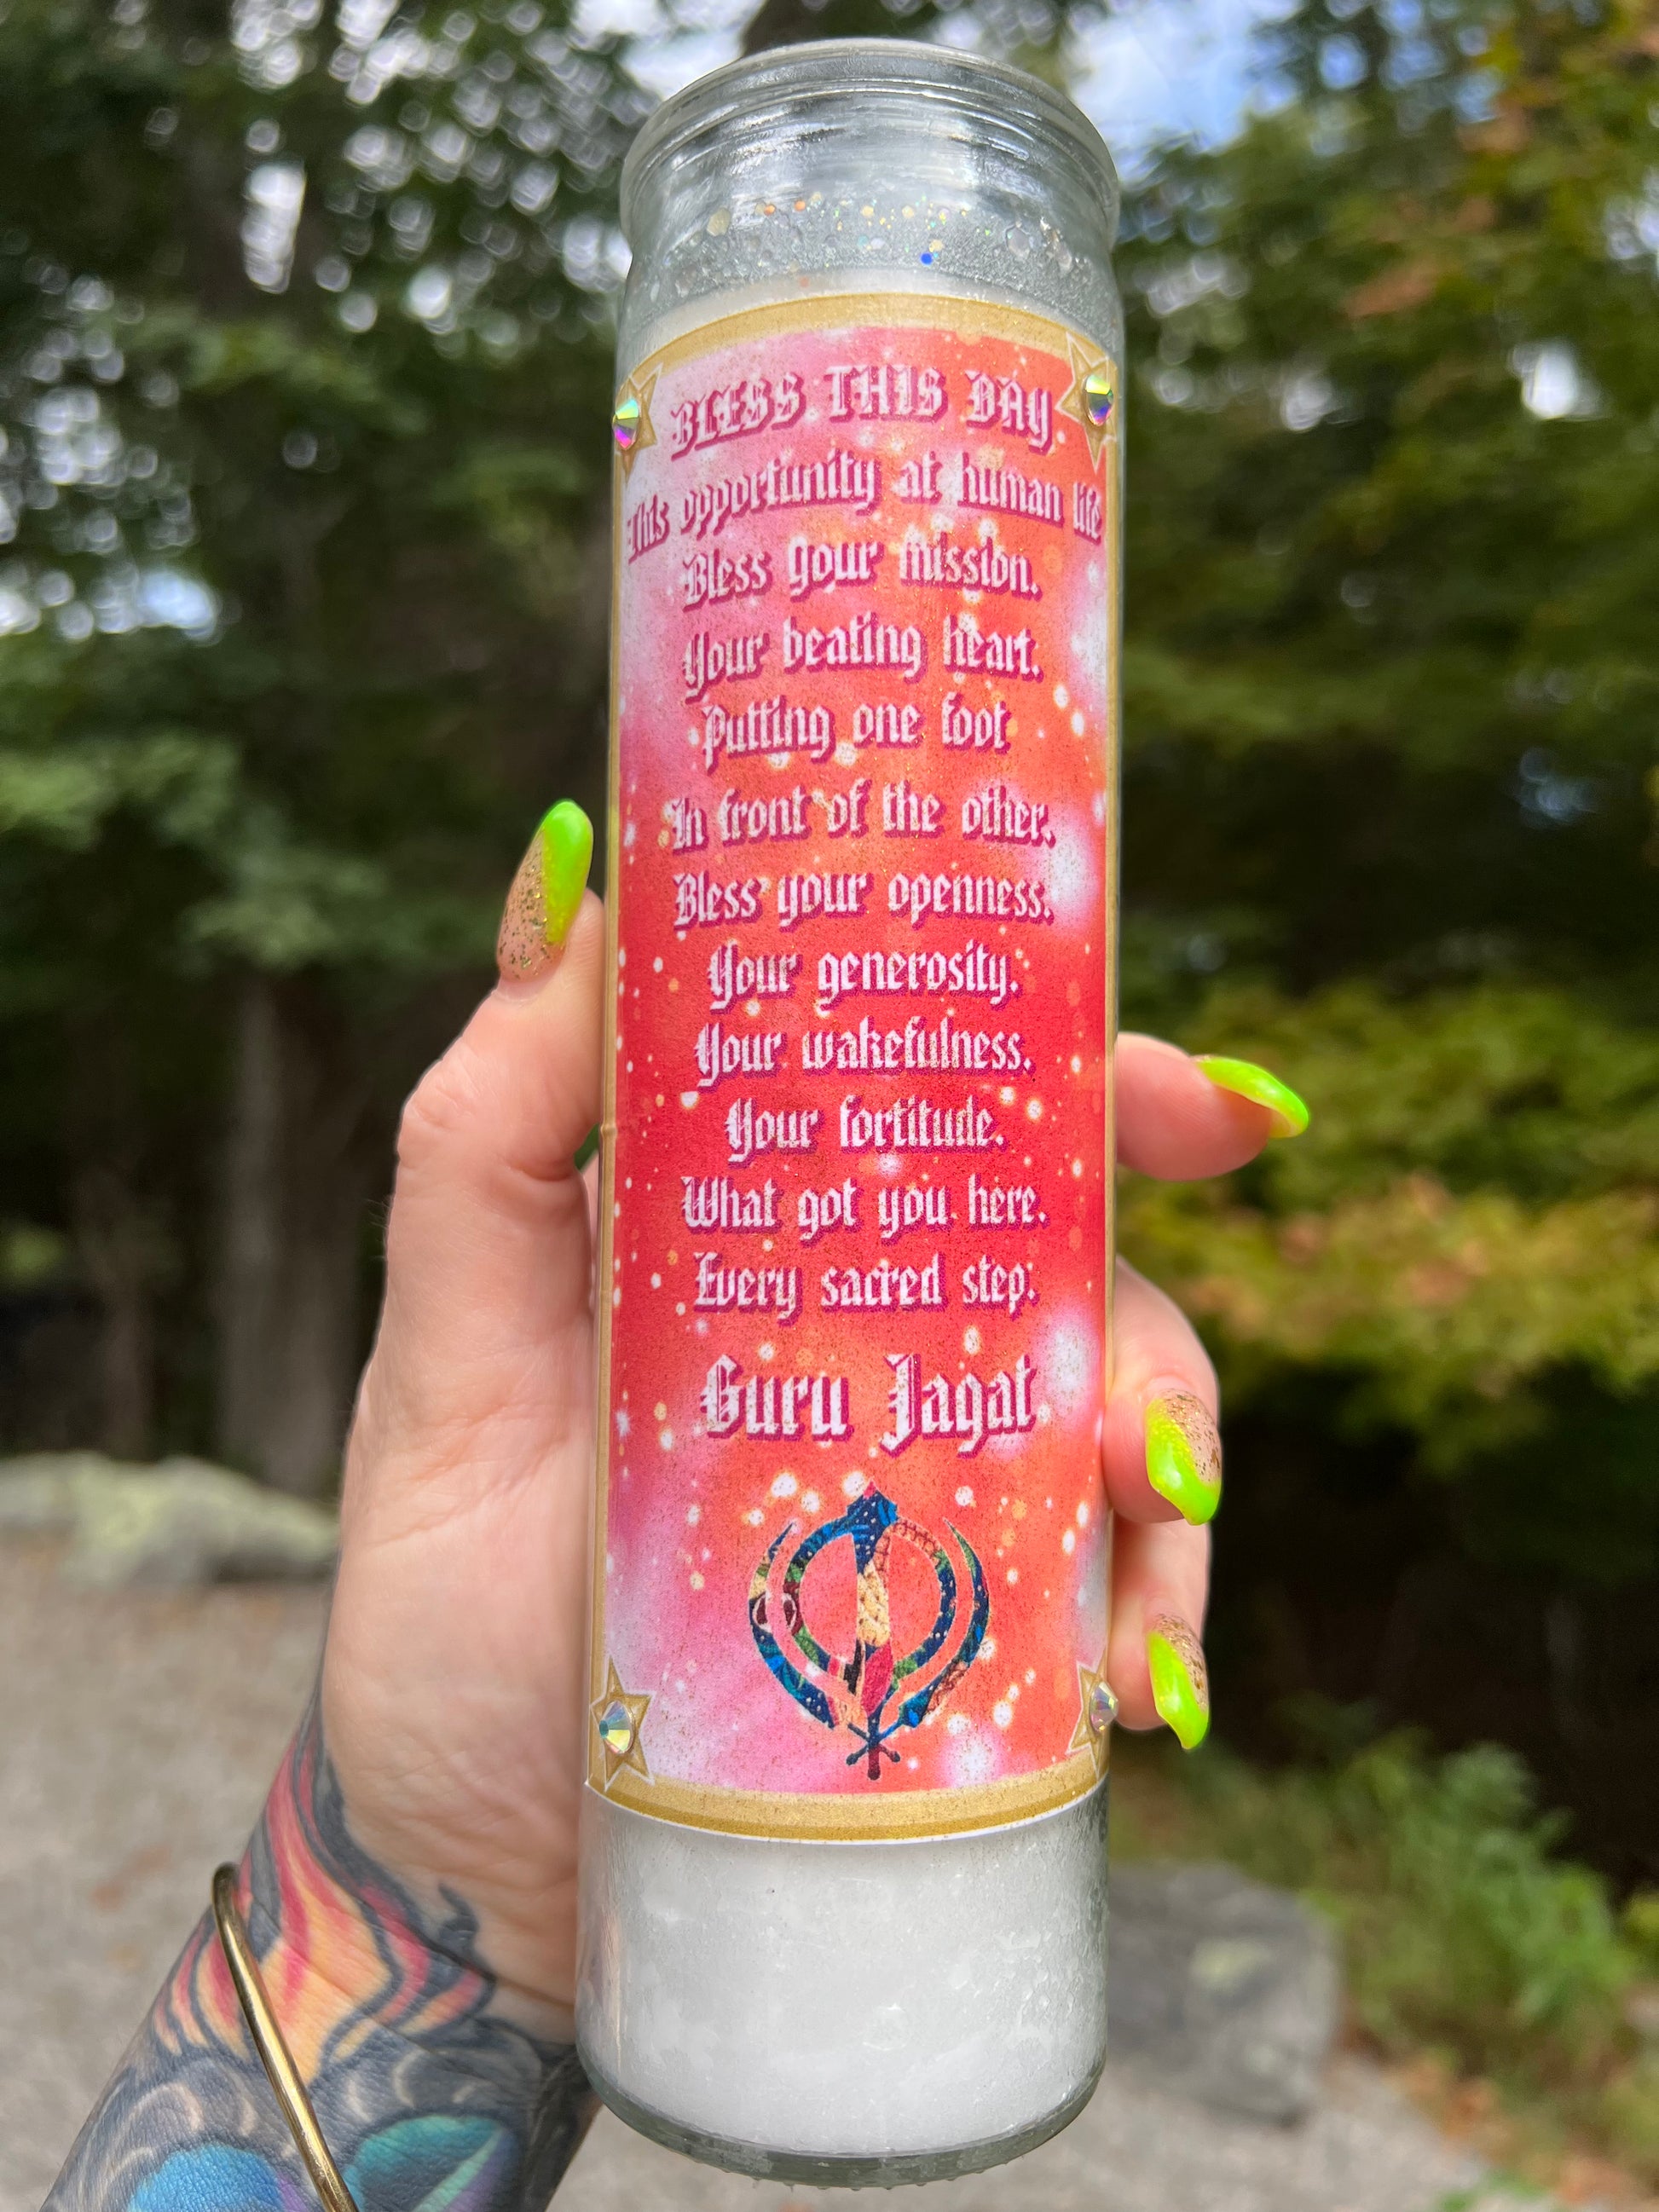 BLESS THIS DAY.
This opportunity at human life
Bless your mission.
Your beating heart.
Putting one foot
In front of the other.
Bless your openness.
Your generosity.
Your wakefulness.
Your fortitude.
What got you here.
Every sacred step.
Guru Jagat